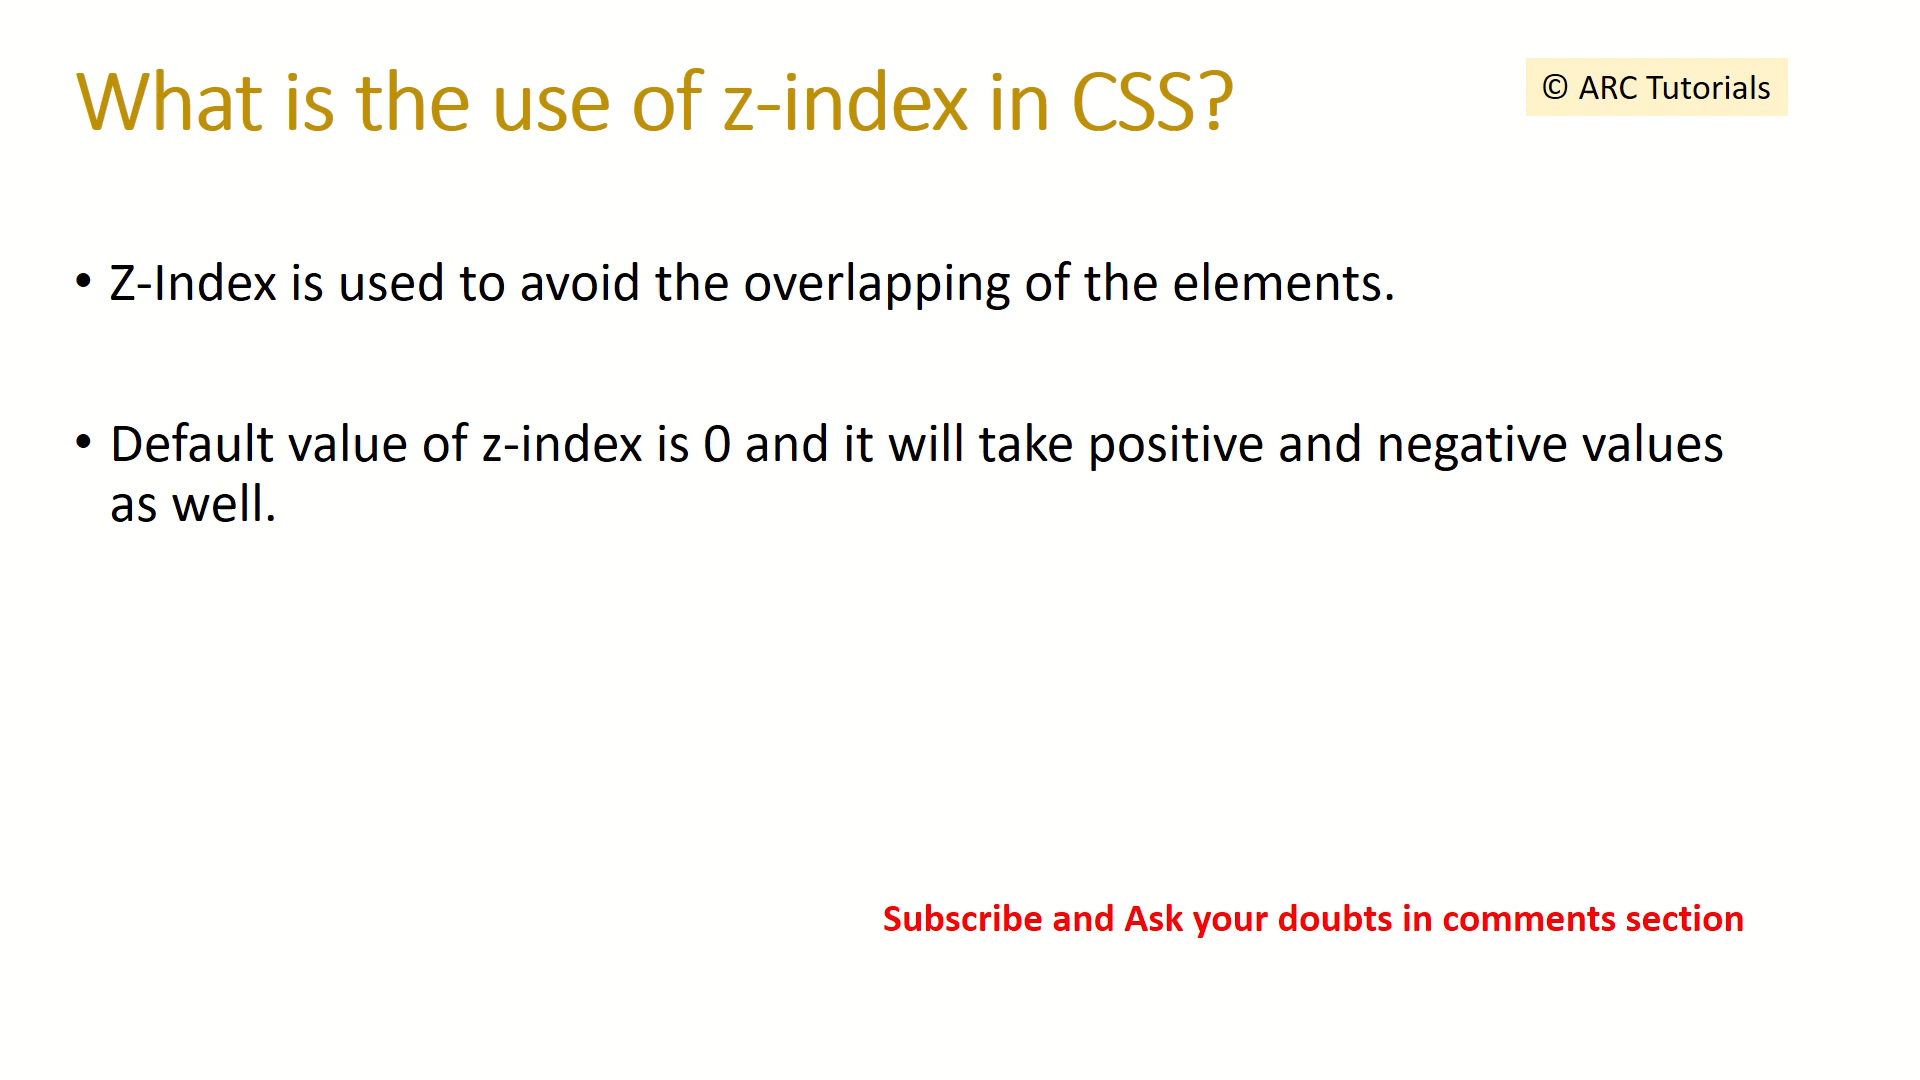 What is the use of z-index in CSS?
© ARC Tutorials
• Z-Index is used to avoid the overlapping of the elements.
• Default value of z-index is 0 and it will take positive and negative values
as well.
Subscribe and Ask your doubts in comments section